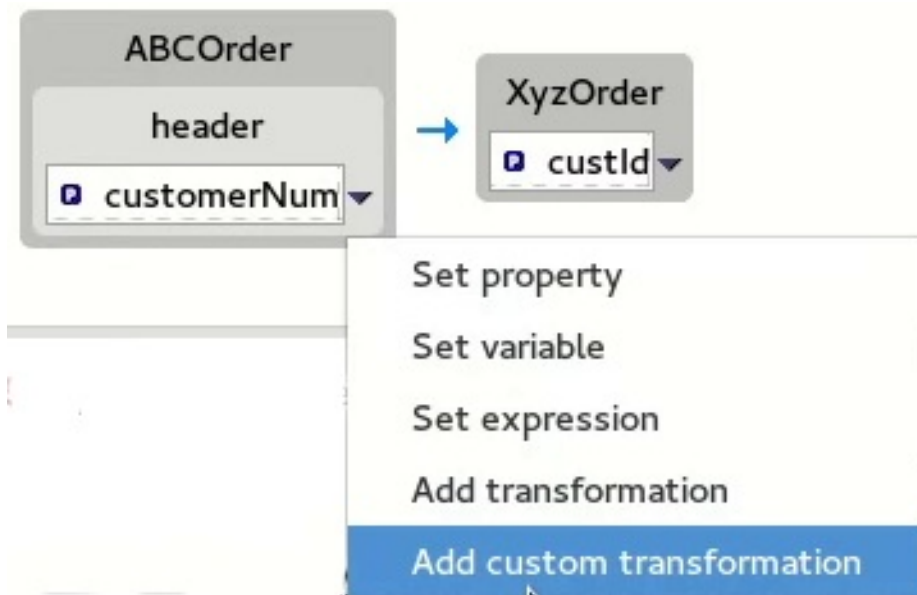 ABCOrder
header
customerNum
XyzOrder
custId
Set property
Set variable
Set expression
Add transformation
Add custom transformation